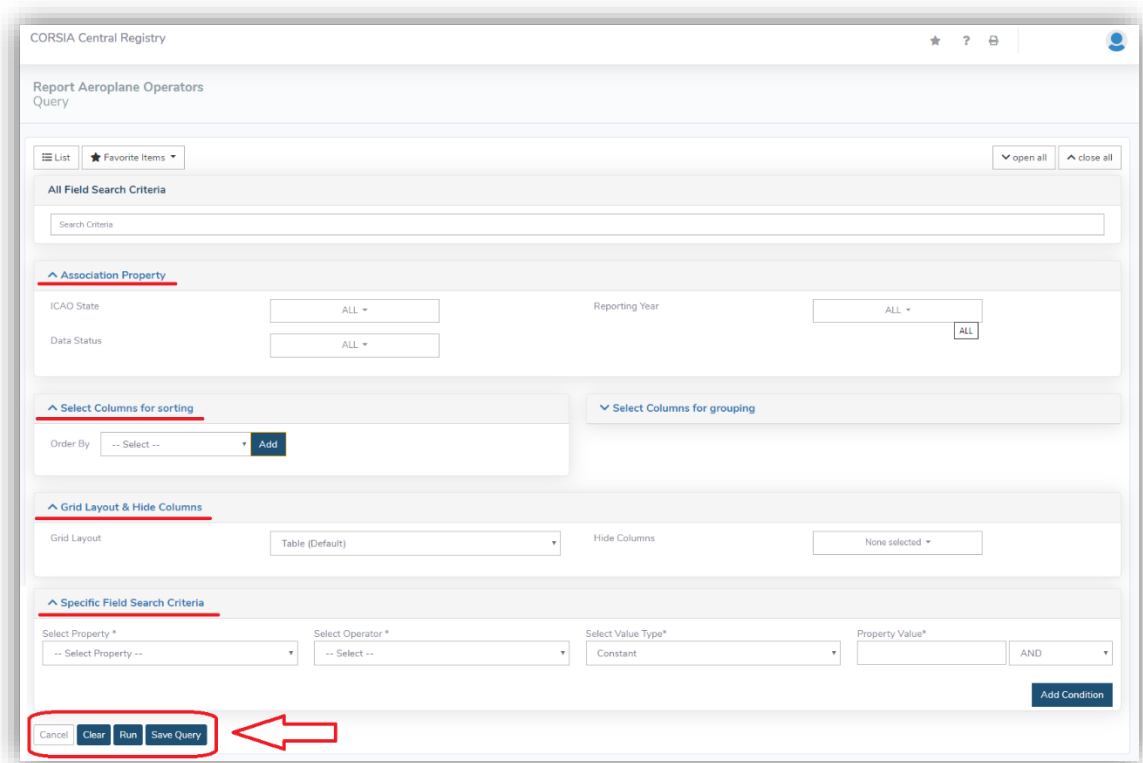 CORSIA Central Registry
?
Report Aeroplane Operators
Query
List
Favorite Items
open all
close all
All Field Search Criteria
Search Criteria
Association Property
ICAO State
ALL
Reporting Year
ALL
ALL
Data Status
ALL
Select Columns for sorting
Select Columns for grouping
Order By
-- Select --
Add
Grid Layout & Hide Columns
Grid Layout
Table (Default)
Hide Columns
None selected
Specific Field Search Criteria
Select Property *
Select Operator *
Select Value Type*
Property Value*
-- Select Property --
-- Select --
Constant
AND
Add Condition
Cancel
Clear
Run
Save Query